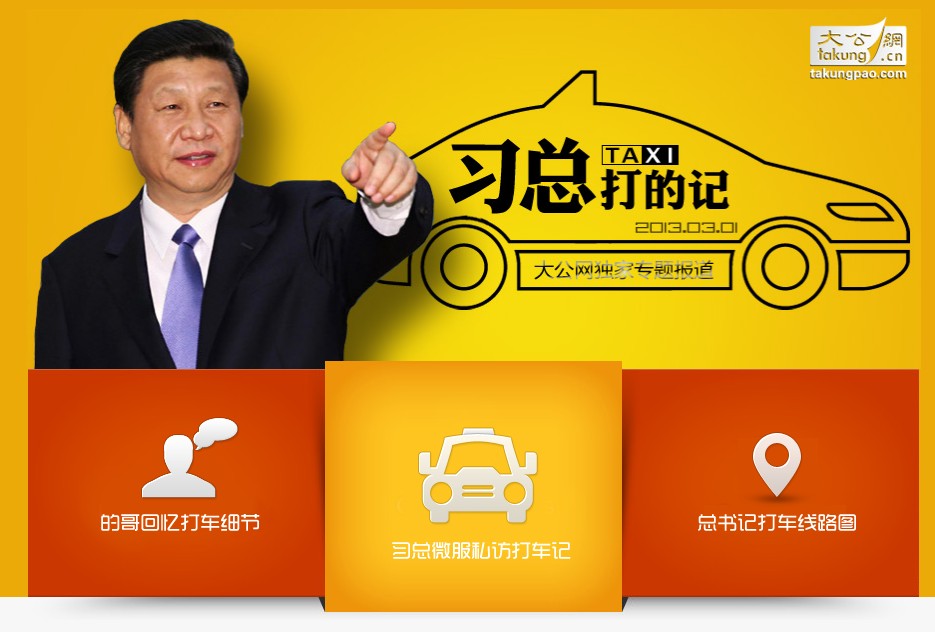 大公網
takung.cn
takungpao.com
习总
TAXI
打的记
2013.03.01
大公网独家专题报道
的哥回忆打车细节
习总微服私访打车记
总书记打车线路图